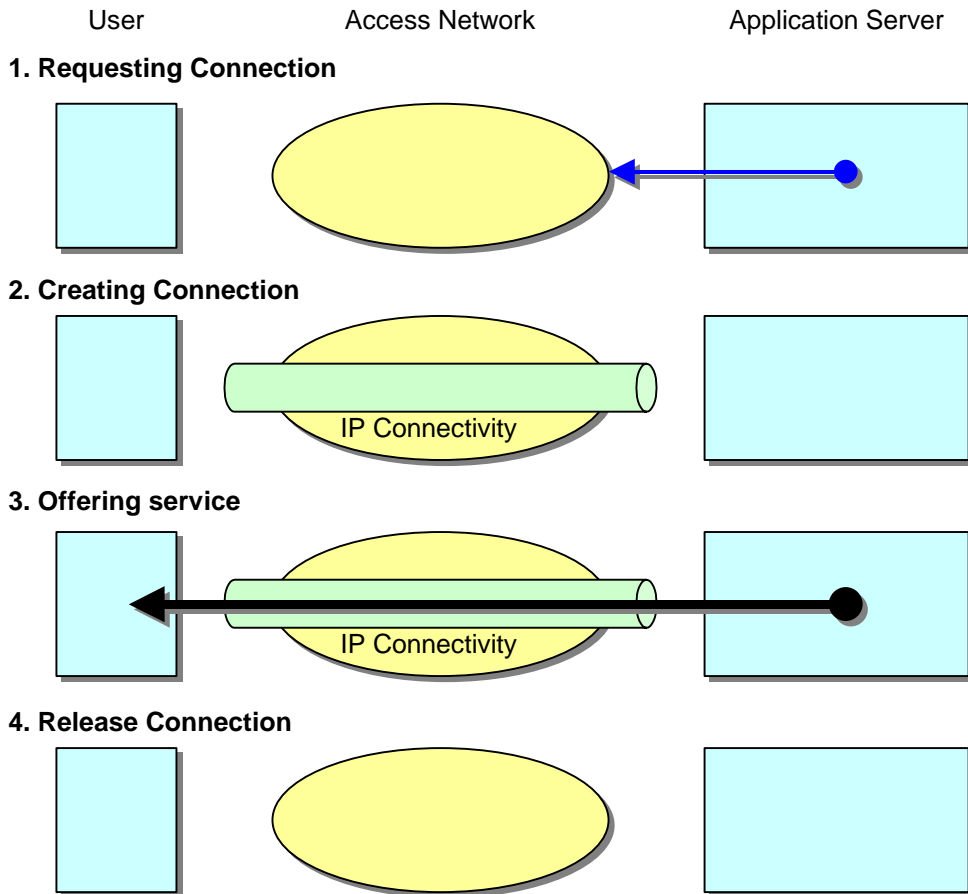 User Access Network Application Server
1. Requesting Connection
2. Creating Connection
IP Connectivity
3. Offering service
IP Connectivity
4. Release Connection